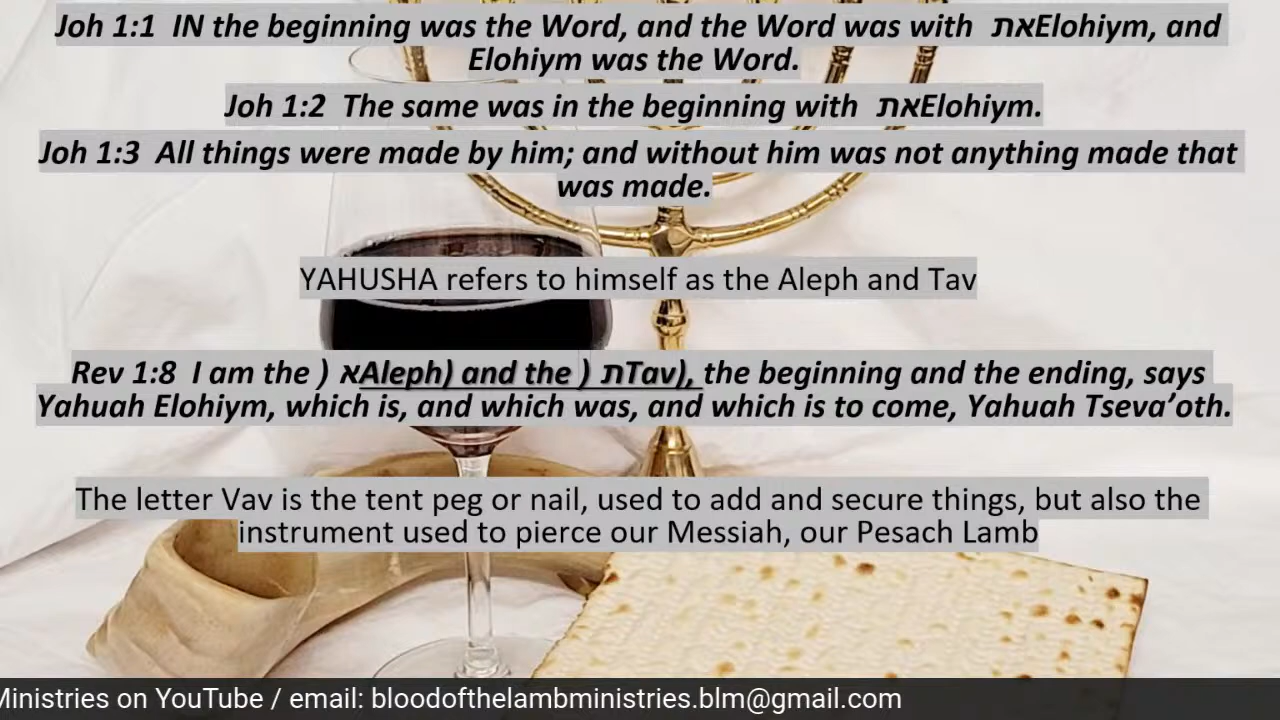 Joh 1:1  IN the beginning was the Word, and the Word was with  אתElohiym, and
Elohiym was the Word.
Joh 1:2  The same was in the beginning with  אתElohiym.
Joh 1:3  All things were made by him; and without him was not anything made that
was made.
YAHUSHA refers to himself as the Aleph and Tav
Rev 1:8  I am the ) אAleph) and the ) תTav), the beginning and the ending, says
Yahuah Elohiym, which is, and which was, and which is to come, Yahuah Tseva’oth.
The letter Vav is the tent peg or nail, used to add and secure things, but also the
instrument used to pierce our Messiah, our Pesach Lamb
Ministries on YouTube / email: bloodofthelambministries.blm@gmail.com